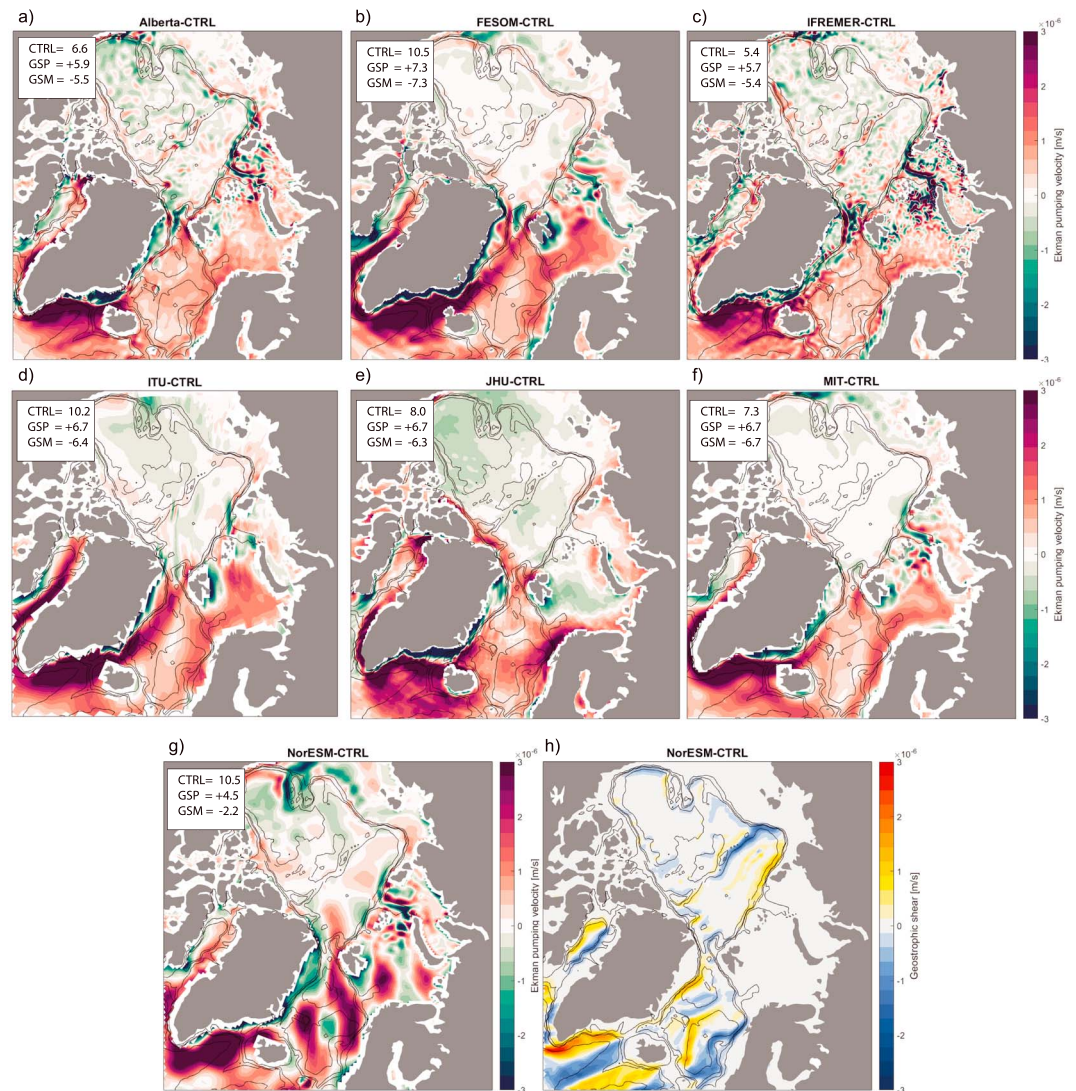 a) b) c)
Alberta-CTRL FESOM-CTRL IFREMER-CTRL
CTRL= 6.6
GSP = +5.9
GSM = -5.5
CTRL= 10.5
GSP = +7.3
GSM = -7.3
CTRL= 5.4
GSP = +5.7
GSM = -5.4
×10-6
3
2
1
0
-1
-2
-3
Ekman pumping velocity [m/s]
d) e) f)
ITU-CTRL JHU-CTRL MIT-CTRL
CTRL= 10.2
GSP = +6.7
GSM = -6.4
CTRL= 8.0
GSP = +6.7
GSM = -6.3
CTRL= 7.3
GSP = +6.7
GSM = -6.7
×10-6
3
2
1
0
-1
-2
-3
Ekman pumping velocity [m/s]
g) h)
NorESM-CTRL NorESM-CTRL
CTRL= 10.5
GSP = +4.5
GSM = -2.2
×10-6
3
2
1
0
-1
-2
-3
Ekman pumping velocity [m/s]
×10-6
3
2
1
0
-1
-2
-3
Geostrophic shear [m/s]